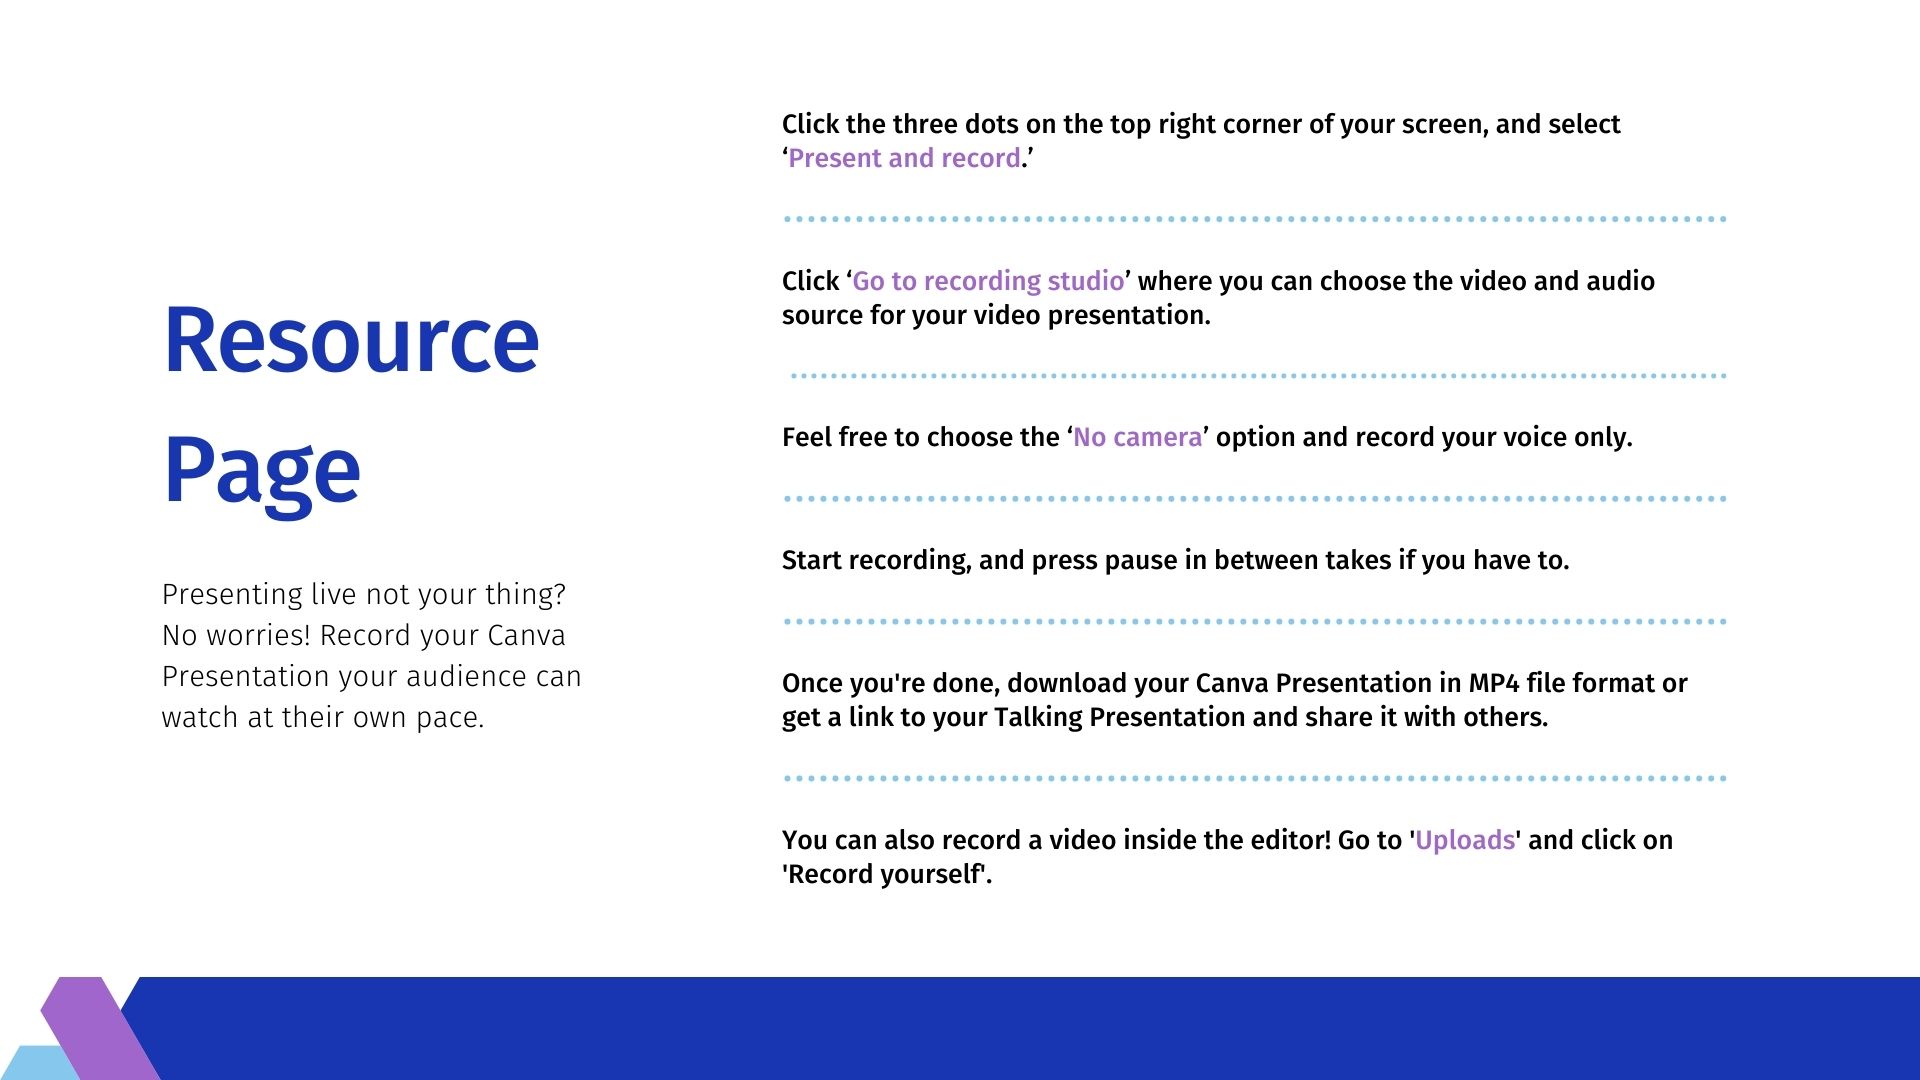 Resource
Page
Presenting live not your thing?
No worries! Record your Canva
Presentation your audience can
watch at their own pace.
Click the three dots on the top right corner of your screen, and select
‘Present and record.’
Click ‘Go to recording studio’ where you can choose the video and audio
source for your video presentation.
Feel free to choose the ‘No camera’ option and record your voice only.
Start recording, and press pause in between takes if you have to.
Once you're done, download your Canva Presentation in MP4 file format or
get a link to your Talking Presentation and share it with others.
You can also record a video inside the editor! Go to 'Uploads' and click on
'Record yourself'.